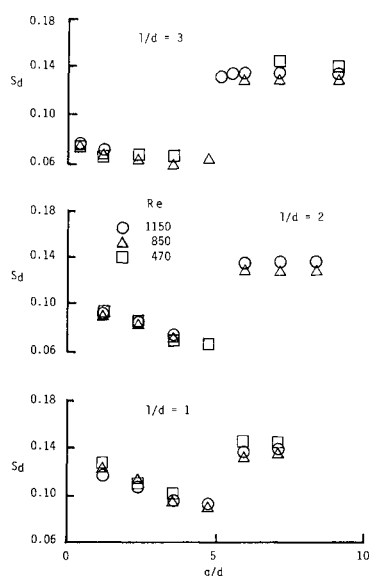 0.18
l/d = 3
0.14
Sd
0.10
0.06
Re
0.18
l/d = 2
1150
850
0.14
470
Sd
0.10
0.06
0.18
l/d = 1
0.14
Sd
0.10
0.06
0
5
10
g/d